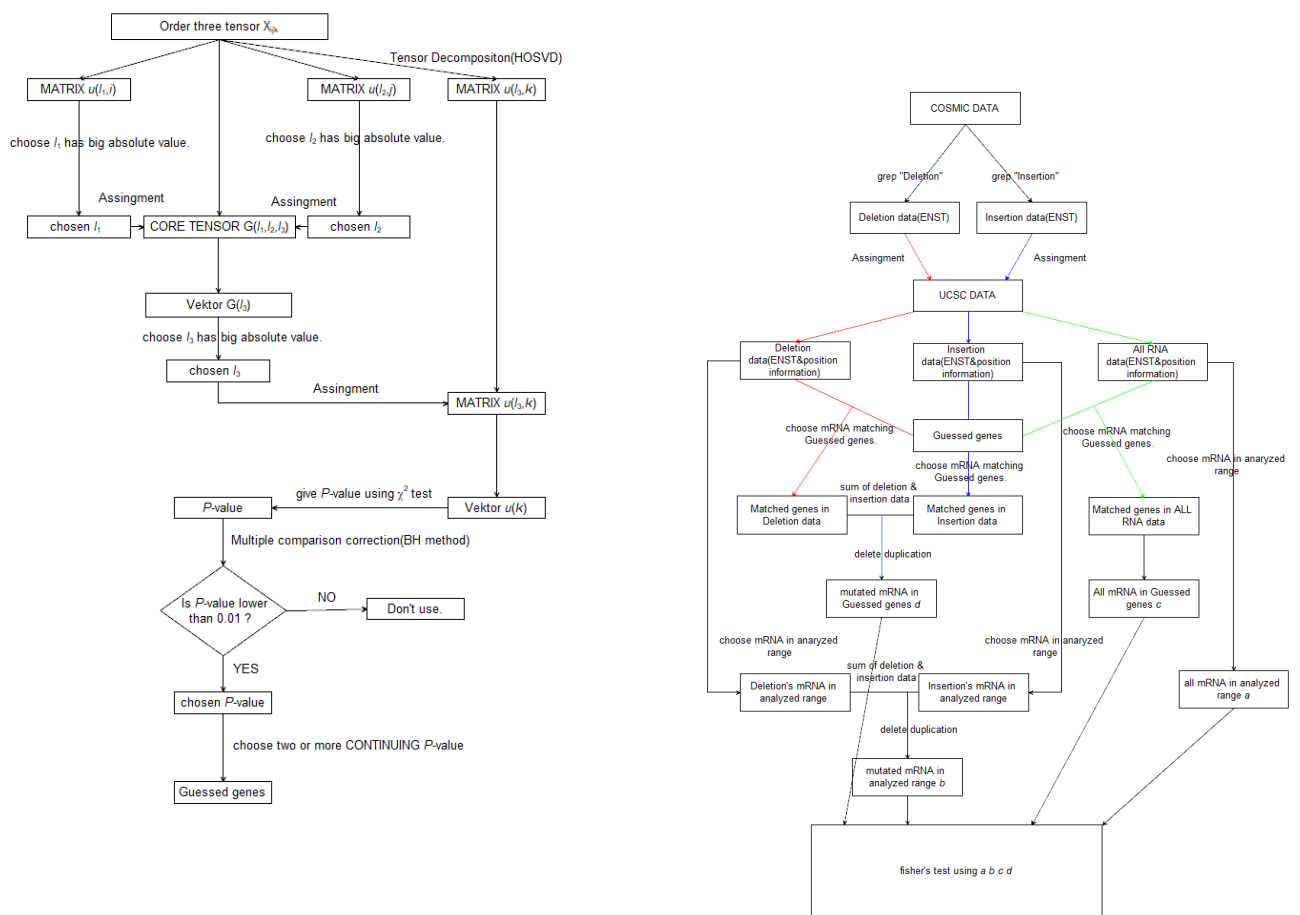 Order three tensor Xijk
Tensor Decompositon(HOSVD)
MATRIX u(l1,i)
MATRIX u(l2,j)
MATRIX u(l3,k)
choose l1 has big absolute value.
choose l2 has big absolute value.
Assingment
Assingment
chosen l1
CORE TENSOR G(l1,l2,l3)
chosen l2
Vektor G(l3)
choose l3 has big absolute value.
chosen l3
Assingment
MATRIX u(l3,k)
give P-value using χ2 test
P-value
Vektor u(k)
Multiple comparison correction(BH method)
Is P-value lower
than 0.01 ?
NO
Don't use.
YES
chosen P-value
choose two or more CONTINUING P-value
Guessed genes
COSMIC DATA
grep "Deletion"
grep "Insertion"
Deletion data(ENST)
Insertion data(ENST)
Assingment
Assingment
UCSC DATA
Deletion
data(ENST&position
information)
Insertion
data(ENST&position
information)
All RNA
data(ENST&position
information)
Guessed genes
choose mRNA matching
Guessed genes.
choose mRNA matching
Guessed genes.
choose mRNA matching
Guessed genes.
choose mRNA in anaryzed
range
sum of deletion &
insertion data
Matched genes in
Deletion data
Matched genes in
Insertion data
Matched genes in ALL
RNA data
delete duplication
mutated mRNA in
Guessed genes d
All mRNA in Guessed
genes c
choose mRNA in anaryzed
range
choose mRNA in anaryzed
range
sum of deletion &
insertion data
Deletion's mRNA in
analyzed range
Insertion's mRNA in
analyzed range
all mRNA in analyzed
range a
delete duplication
mutated mRNA in
analyzed range b
fisher's test using a b c d